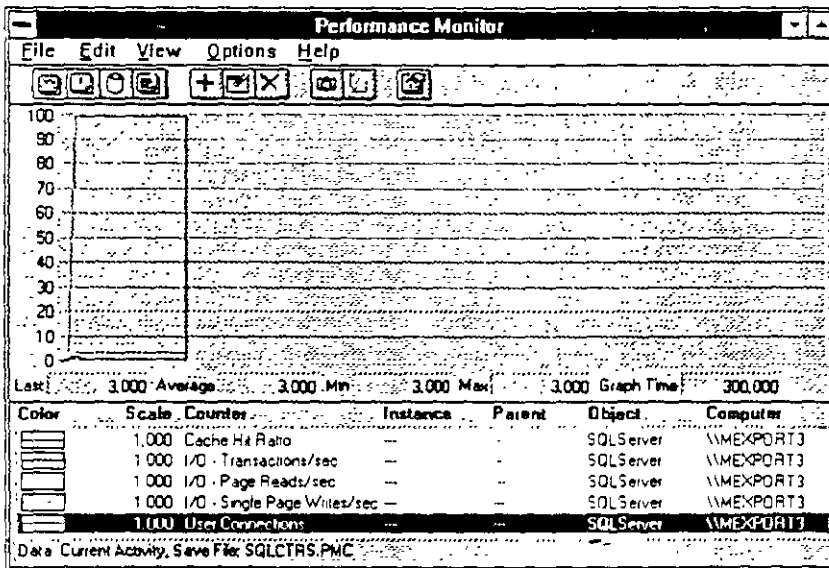 Performance Monitor
File Edit View Options Help
100
90
80
70
60
50
40
30
20
10
0
Last 3.000 Average 3.000 Min 3.000 Max 3.000 Graph Time 300.000
Color Scale Counter Instance Parent Object Computer
1.000 Cache Hit Ratio --- - SQLServer \\MEXPORT3
1.000 I/O - Transactions/sec --- -- SQLServer \\MEXPORT3
1.000 I/O - Page Reads/sec --- -- SQLServer \\MEXPORT3
1.000 I/O - Single Page Writes/sec --- - SQLServer \\MEXPORT3
1.000 User Connections --- -- SQLServer \\MEXPORT3
Data: Current Activity, Save File: SQLCTRS.PMC